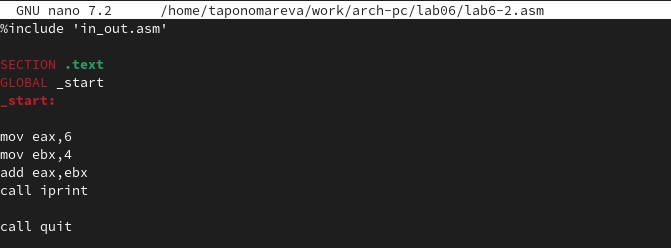 GNU nano 7.2 /home/taponomareva/work/arch-pc/lab06/lab6-2.asm
%include 'in_out.asm'
SECTION .text
GLOBAL _start
_start:
mov eax,6
mov ebx,4
add eax,ebx
call iprint
call quit